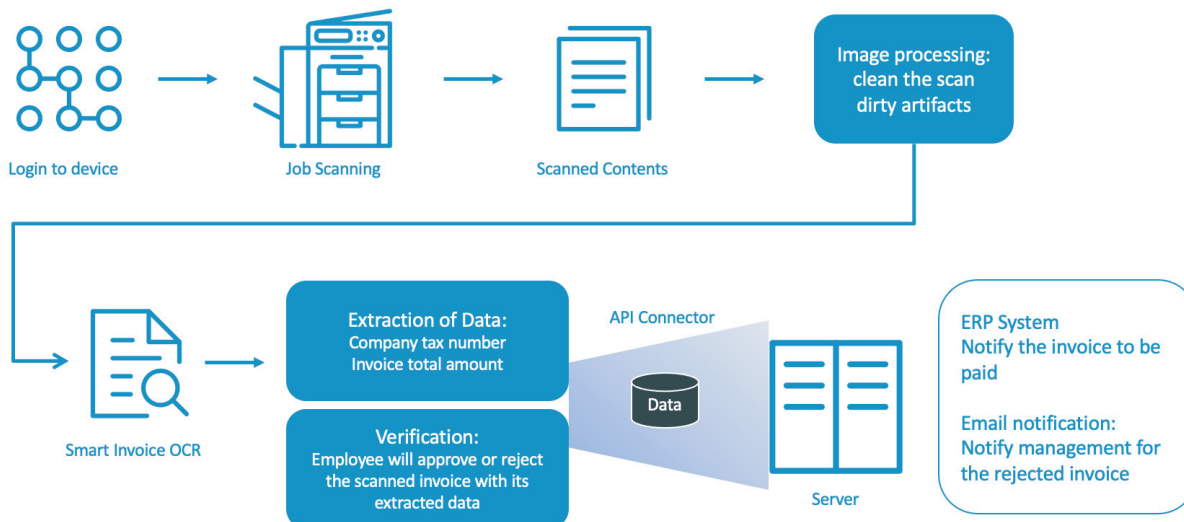 Image processing:
clean the scan
dirty artifacts
Login to device
Job Scanning
Scanned Contents
Extraction of Data:
Company tax number
Invoice total amount
API Connector
ERP System
Notify the invoice to be
paid
Data
Smart Invoice OCR
Verification:
Employee will approve or reject
the scanned invoice with its
extracted data
Email notification:
Notify management for
the rejected invoice
Server